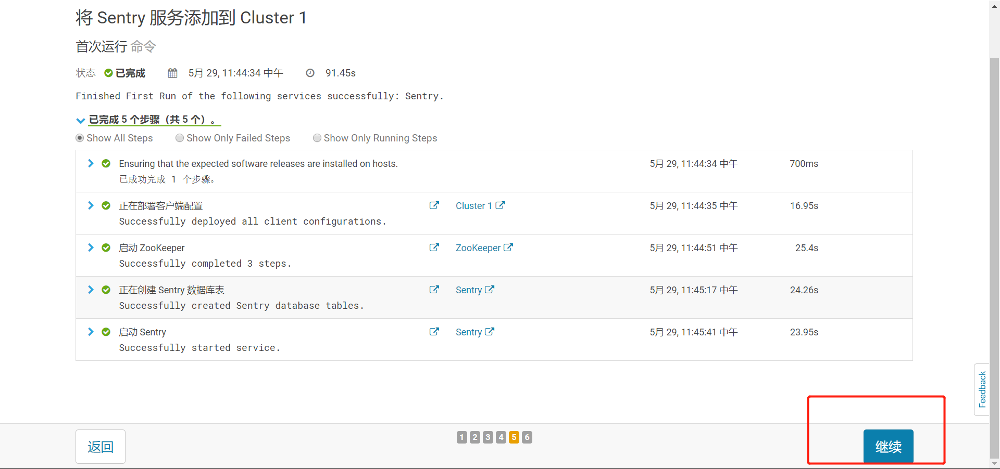 将 Sentry 服务添加到 Cluster 1
首次运行 命令
状态 已完成 5月 29, 11:44:34 中午 91.45s
Finished First Run of the following services successfully: Sentry.
已完成 5 个步骤（共 5 个）。
Show All Steps Show Only Failed Steps Show Only Running Steps
Ensuring that the expected software releases are installed on hosts. 5月 29, 11:44:34 中午 700ms
已成功完成 1 个步骤。
正在部署客户端配置 Cluster 1 5月 29, 11:44:35 中午 16.95s
Successfully deployed all client configurations.
启动 ZooKeeper ZooKeeper 5月 29, 11:44:51 中午 25.4s
Successfully completed 3 steps.
正在创建 Sentry 数据库表 Sentry 5月 29, 11:45:17 中午 24.26s
Successfully created Sentry database tables.
启动 Sentry Sentry 5月 29, 11:45:41 中午 23.95s
Successfully started service.
Feedback
返回 1 2 3 4 5 6 继续